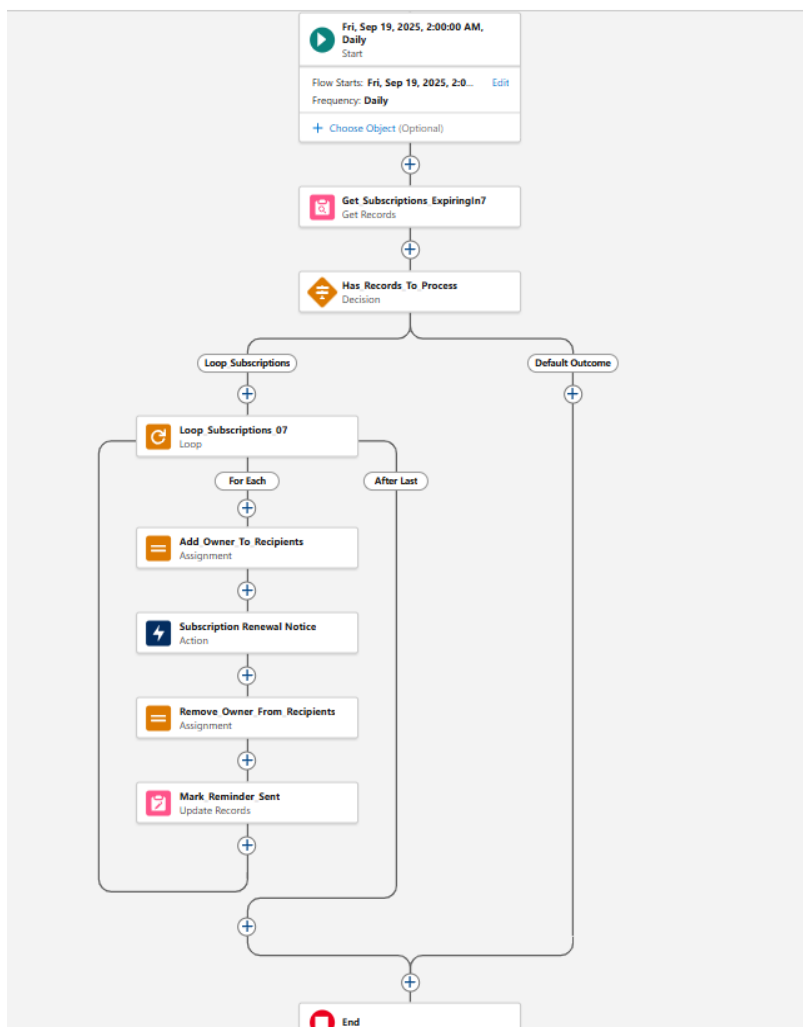 Fri, Sep 19, 2025, 2:00:00 AM,
Daily
Start
Flow Starts: Fri, Sep 19, 2025, 2:0... Edit
Frequency: Daily
+ Choose Object (Optional)
Get_Subscriptions_ExpiringIn7
Get Records
Has_Records_To_Process
Decision
Loop Subscriptions
Default Outcome
Loop_Subscriptions_07
Loop
For Each
After Last
Add_Owner_To_Recipients
Assignment
Subscription Renewal Notice
Action
Remove_Owner_From_Recipients
Assignment
Mark_Reminder_Sent
Update Records
End